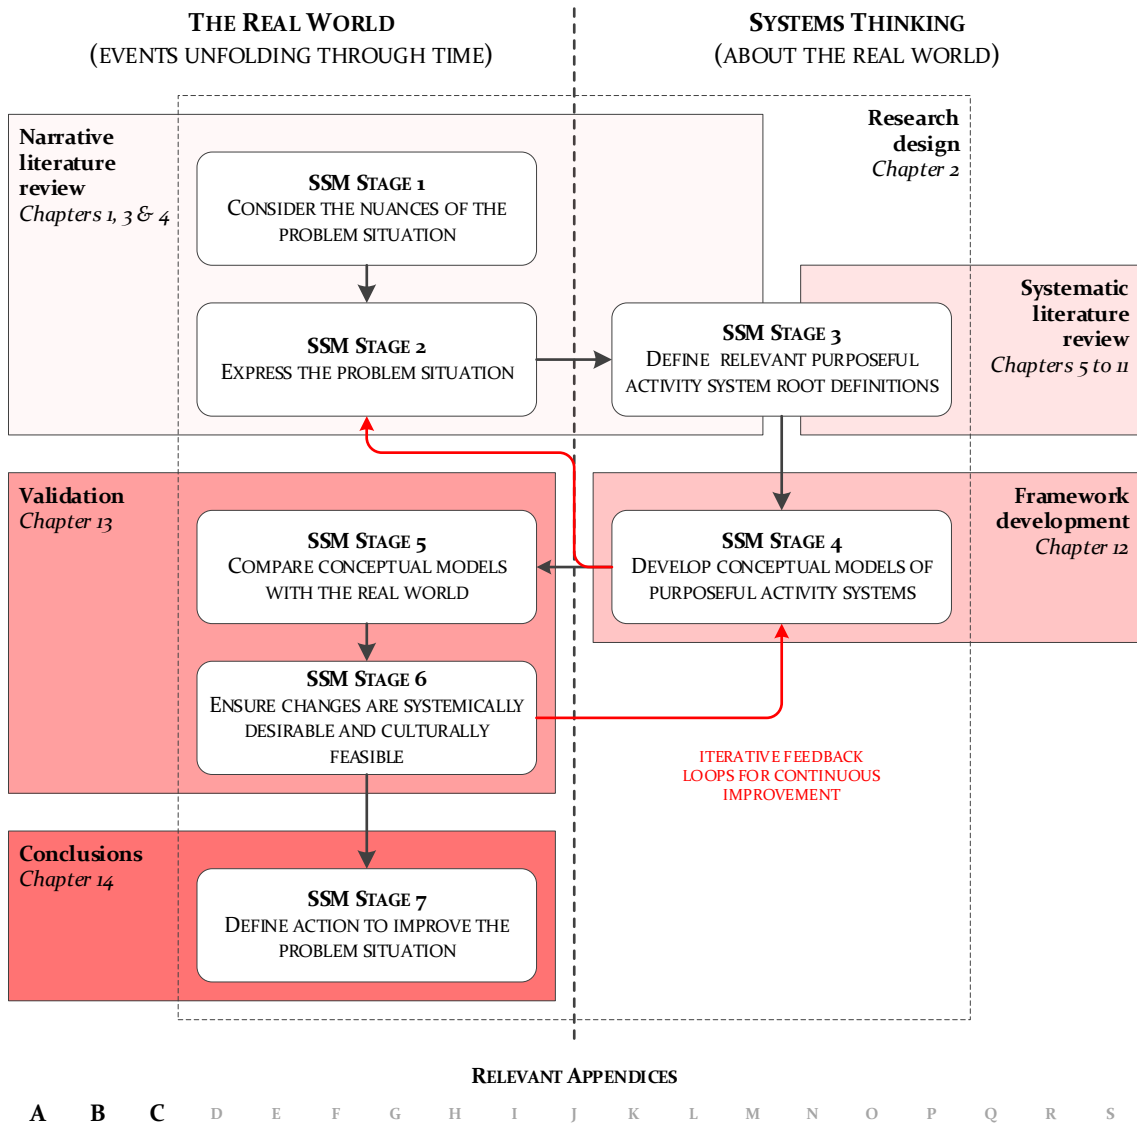 THE REAL WORLD
(EVENTS UNFOLDING THROUGH TIME)
SYSTEMS THINKING
(ABOUT THE REAL WORLD)
Narrative
literature
review
Chapters 1, 3 & 4
Research
design
Chapter 2
SSM STAGE 1
CONSIDER THE NUANCES OF THE
PROBLEM SITUATION
SSM STAGE 2
EXPRESS THE PROBLEM SITUATION
SSM STAGE 3
DEFINE RELEVANT PURPOSEFUL
ACTIVITY SYSTEM ROOT DEFINITIONS
Systematic
literature
review
Chapters 5 to 11
Validation
Chapter 13
Framework
development
Chapter 12
SSM STAGE 5
COMPARE CONCEPTUAL MODELS
WITH THE REAL WORLD
SSM STAGE 4
DEVELOP CONCEPTUAL MODELS OF
PURPOSEFUL ACTIVITY SYSTEMS
SSM STAGE 6
ENSURE CHANGES ARE SYSTEMICALLY
DESIRABLE AND CULTURALLY
FEASIBLE
ITERATIVE FEEDBACK
LOOPS FOR CONTINUOUS
IMPROVEMENT
Conclusions
Chapter 14
SSM STAGE 7
DEFINE ACTION TO IMPROVE THE
PROBLEM SITUATION
RELEVANT APPENDICES
A B C D E F G H I J K L M N O P Q R S